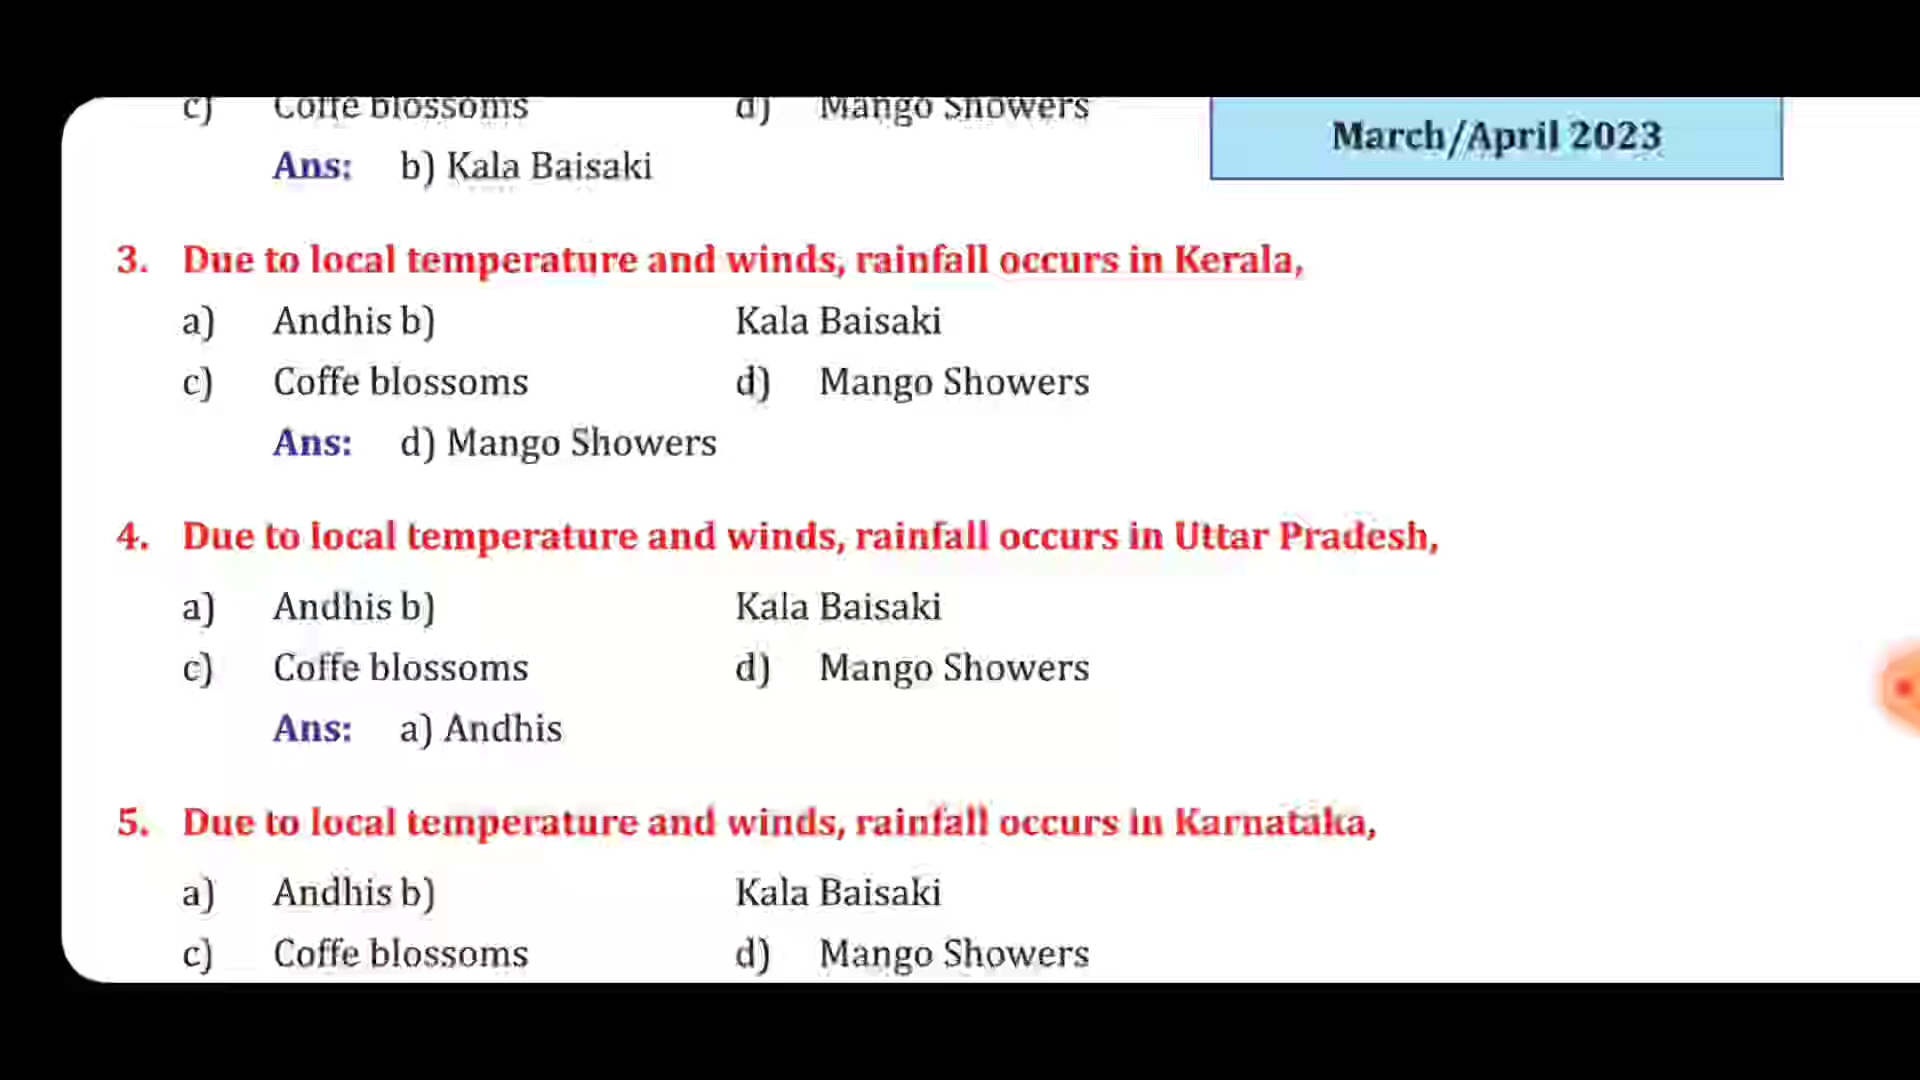 c) Coffe blossoms d) Mango Showers
March/April 2023
Ans: b) Kala Baisaki
3. Due to local temperature and winds, rainfall occurs in Kerala,
a) Andhis b) Kala Baisaki
c) Coffe blossoms d) Mango Showers
Ans: d) Mango Showers
4. Due to local temperature and winds, rainfall occurs in Uttar Pradesh,
a) Andhis b) Kala Baisaki
c) Coffe blossoms d) Mango Showers
Ans: a) Andhis
5. Due to local temperature and winds, rainfall occurs in Karnataka,
a) Andhis b) Kala Baisaki
c) Coffe blossoms d) Mango Showers